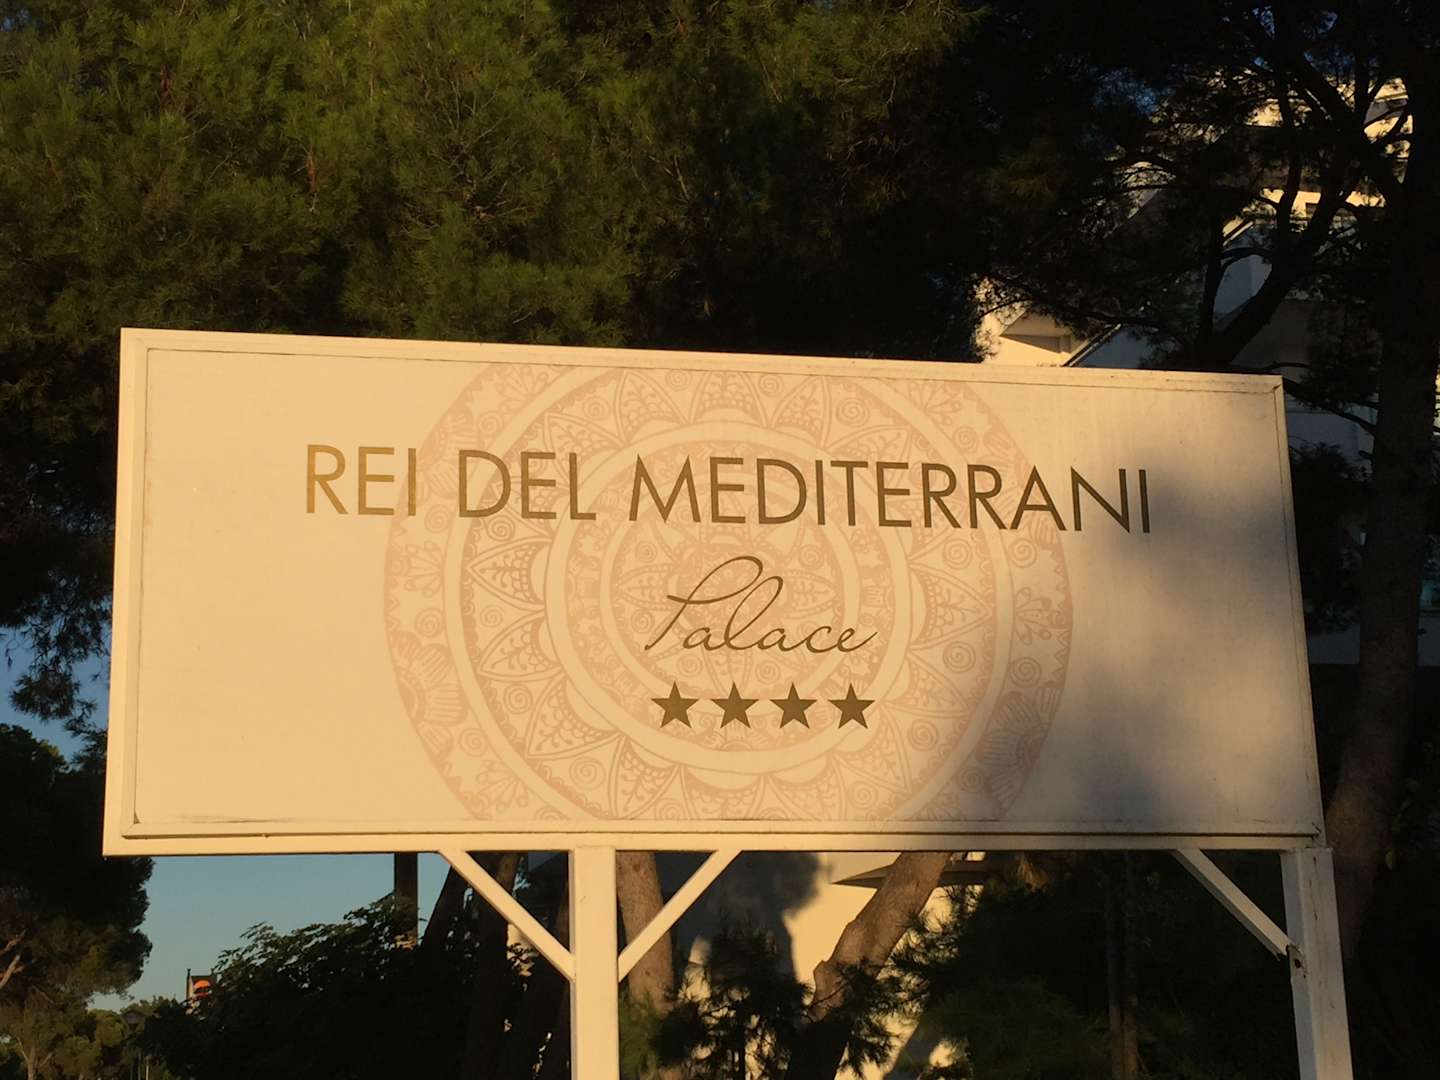 REI DEL MEDITERRANI
Palace
★★★★